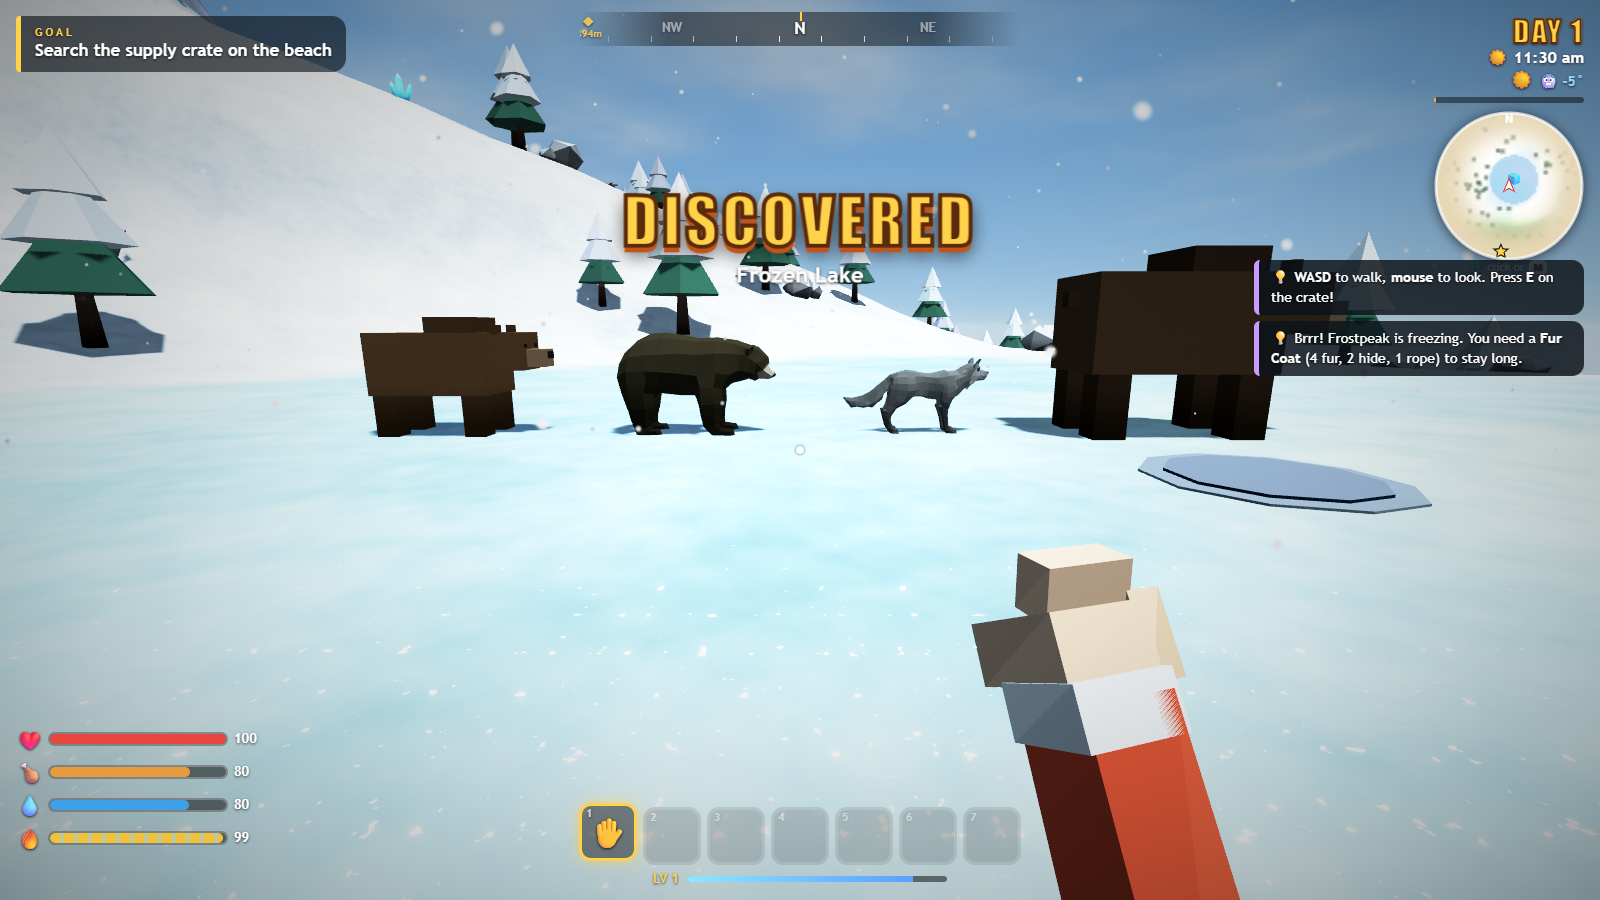 GOAL
Search the supply crate on the beach
94m
NW
N
NE
DAY 1
11:30 am
-5°
N
DISCOVERED
Frozen Lake
WASD to walk, mouse to look. Press E on
the crate!
Brrr! Frostpeak is freezing. You need a Fur
Coat (4 fur, 2 hide, 1 rope) to stay long.
100
80
80
99
1
2
3
4
5
6
7
LV 1